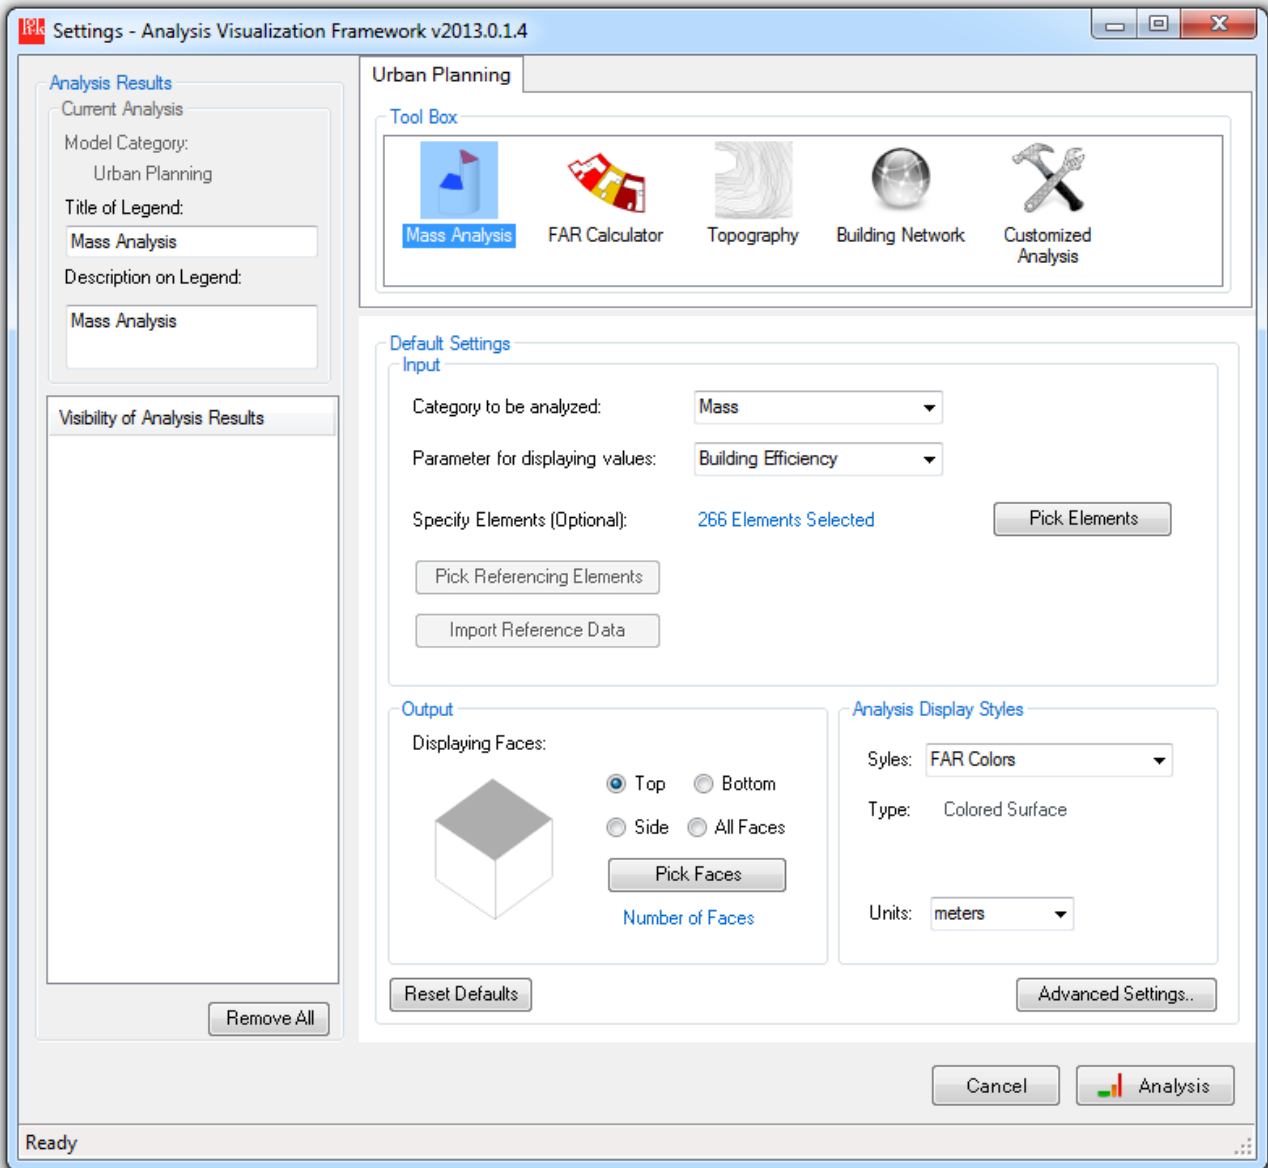 Settings - Analysis Visualization Framework v2013.0.1.4
Analysis Results
Current Analysis
Model Category:
Urban Planning
Title of Legend:
Mass Analysis
Description on Legend:
Mass Analysis
Visibility of Analysis Results
Remove All
Urban Planning
Tool Box
Mass Analysis
FAR Calculator
Topography
Building Network
Customized
Analysis
Default Settings
Input
Category to be analyzed:
Mass
Parameter for displaying values:
Building Efficiency
Specify Elements (Optional):
266 Elements Selected
Pick Elements
Pick Referencing Elements
Import Reference Data
Output
Displaying Faces:
Top
Bottom
Side
All Faces
Pick Faces
Number of Faces
Analysis Display Styles
Syles:
FAR Colors
Type:
Colored Surface
Units:
meters
Reset Defaults
Advanced Settings..
Cancel
Analysis
Ready